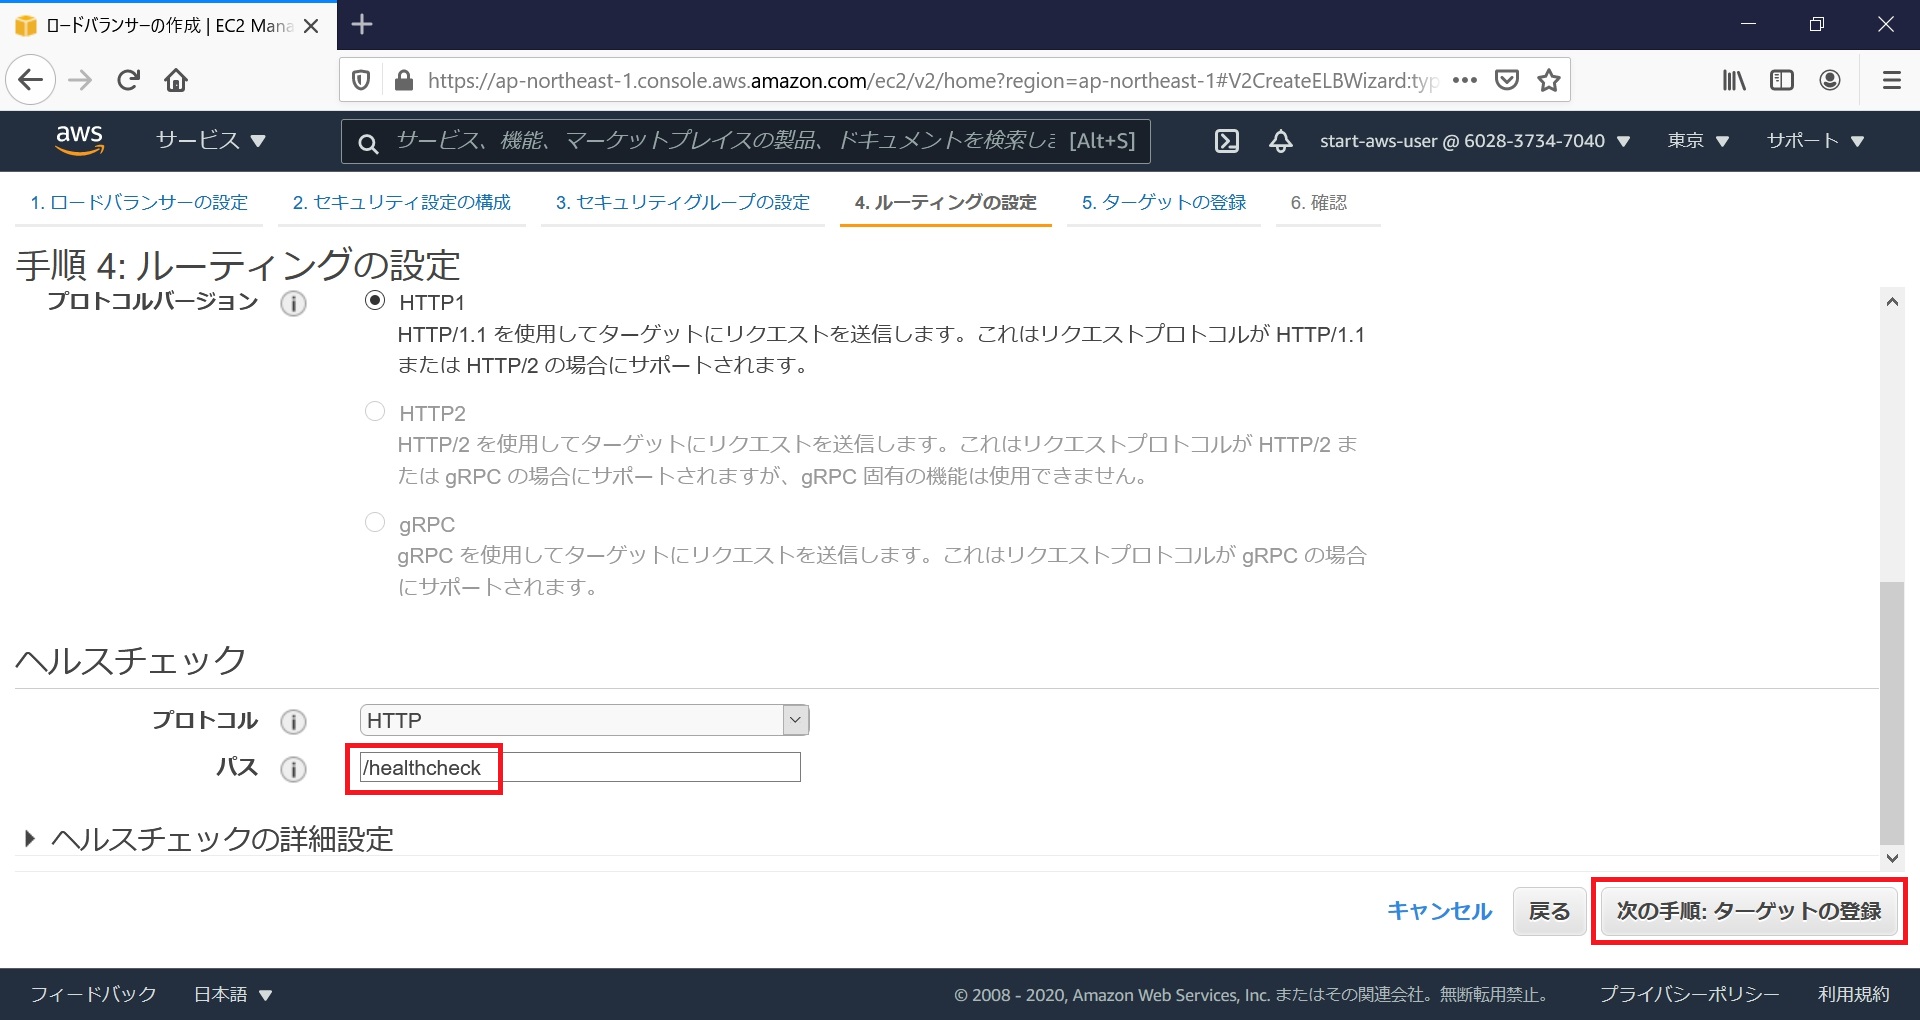 ロードバランサーの作成 | EC2 Mana
https://ap-northeast-1.console.aws.amazon.com/ec2/v2/home?region=ap-northeast-1#V2CreateELBWizard:typ
aws
サービス
サービス、機能、マーケットプレイスの製品、ドキュメントを検索しま
[Alt+S]
start-aws-user @ 6028-3734-7040
東京
サポート
1. ロードバランサーの設定
2. セキュリティ設定の構成
3. セキュリティグループの設定
4. ルーティングの設定
5. ターゲットの登録
6. 確認
手順 4: ルーティングの設定
プロトコルバージョン
HTTP1
HTTP/1.1 を使用してターゲットにリクエストを送信します。これはリクエストプロトコルが HTTP/1.1
または HTTP/2 の場合にサポートされます。
HTTP2
HTTP/2 を使用してターゲットにリクエストを送信します。これはリクエストプロトコルが HTTP/2 ま
たは gRPC の場合にサポートされますが、gRPC 固有の機能は使用できません。
gRPC
gRPC を使用してターゲットにリクエストを送信します。これはリクエストプロトコルが gRPC の場合
にサポートされます。
ヘルスチェック
プロトコル
HTTP
パス
/healthcheck
ヘルスチェックの詳細設定
キャンセル
戻る
次の手順: ターゲットの登録
フィードバック
日本語
© 2008 - 2020, Amazon Web Services, Inc. またはその関連会社。無断転用禁止。
プライバシーポリシー
利用規約